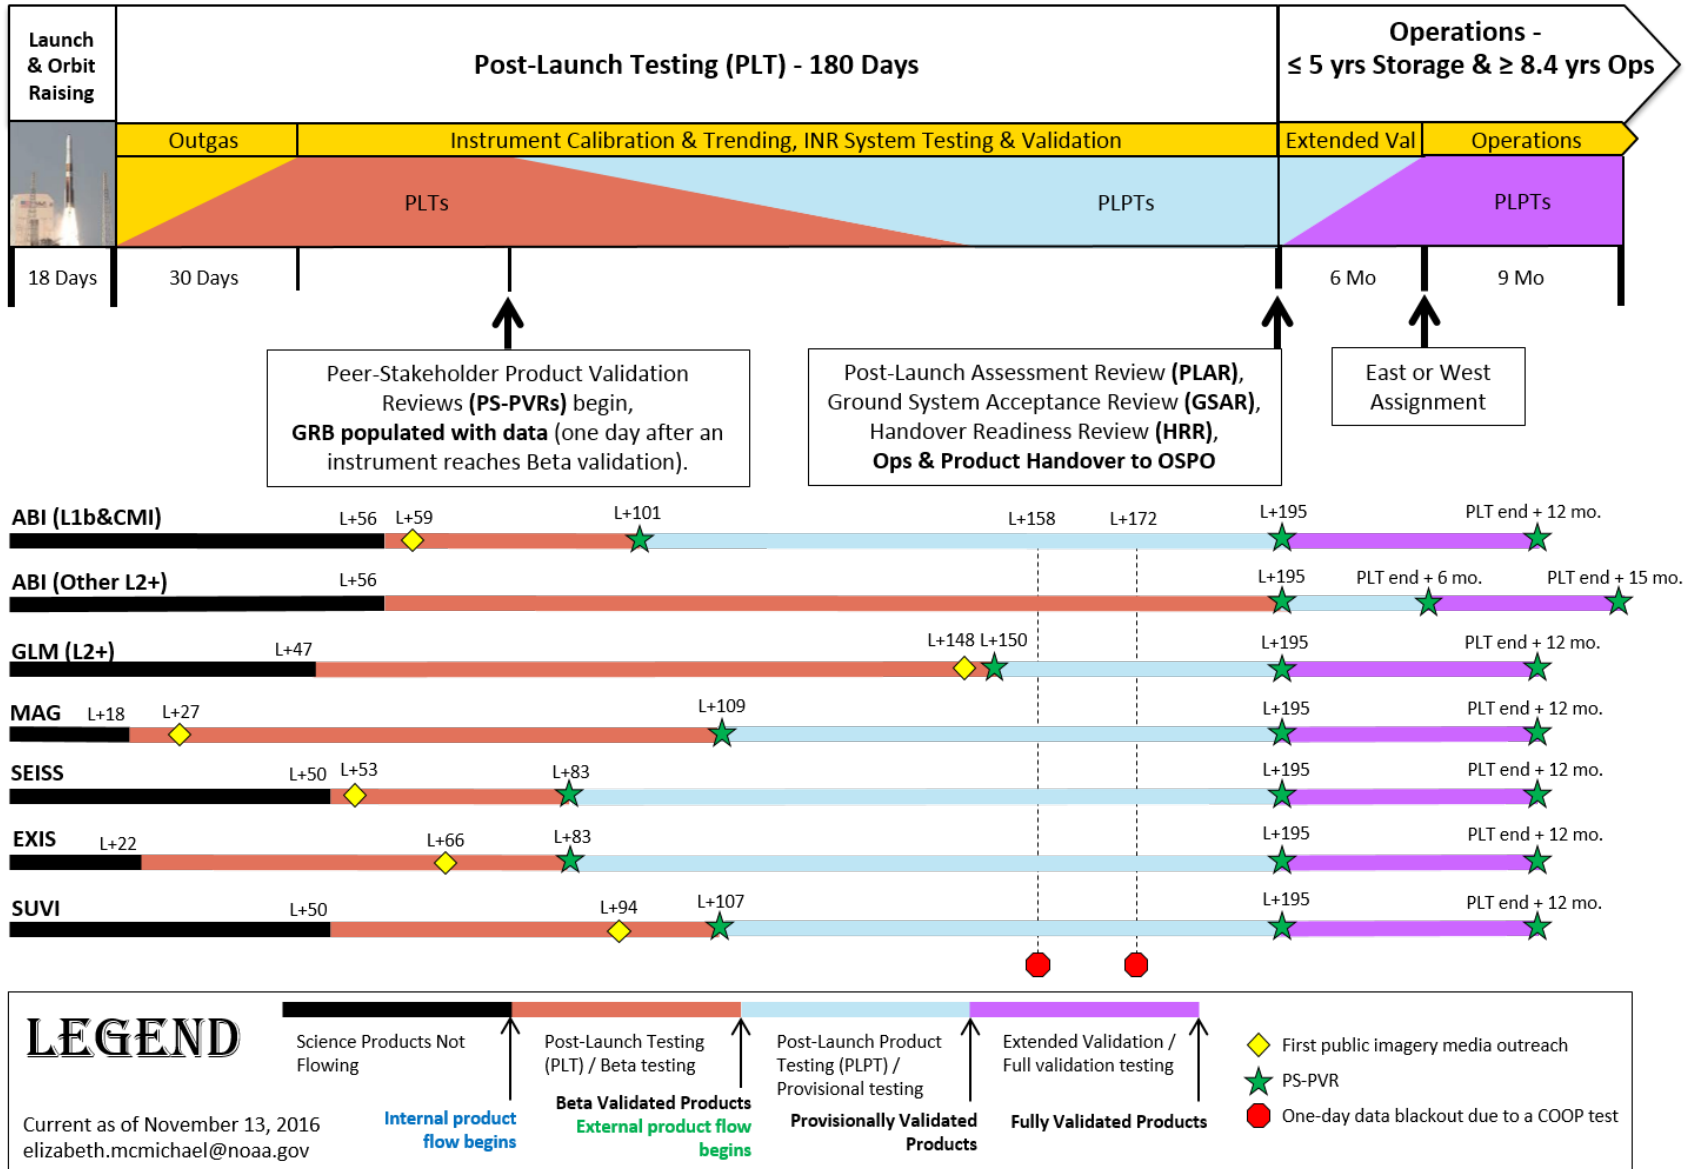 Launch
& Orbit
Raising
Post-Launch Testing (PLT) - 180 Days
Operations -
≤ 5 yrs Storage & ≥ 8.4 yrs Ops
Outgas
Instrument Calibration & Trending, INR System Testing & Validation
Extended Val
Operations
PLTs
PLPTs
PLPTs
18 Days
30 Days
6 Mo
9 Mo
Peer-Stakeholder Product Validation
Reviews (PS-PVRs) begin,
GRB populated with data (one day after an
instrument reaches Beta validation).
Post-Launch Assessment Review (PLAR),
Ground System Acceptance Review (GSAR),
Handover Readiness Review (HRR),
Ops & Product Handover to OSPO
East or West
Assignment
ABI (L1b&CMI)
L+56
L+59
L+101
L+158
L+172
L+195
PLT end + 12 mo.
ABI (Other L2+)
L+56
L+195
PLT end + 6 mo.
PLT end + 15 mo.
GLM (L2+)
L+47
L+148
L+150
L+195
PLT end + 12 mo.
MAG
L+18
L+27
L+109
L+195
PLT end + 12 mo.
SEISS
L+50
L+53
L+83
L+195
PLT end + 12 mo.
EXIS
L+22
L+66
L+83
L+195
PLT end + 12 mo.
SUVI
L+50
L+94
L+107
L+195
PLT end + 12 mo.
LEGEND
Current as of November 13, 2016
elizabeth.mcmichael@noaa.gov
Science Products Not
Flowing
Internal product
flow begins
Post-Launch Testing
(PLT) / Beta testing
Beta Validated Products
External product flow
begins
Post-Launch Product
Testing (PLPT) /
Provisional testing
Provisionally Validated
Products
Extended Validation /
Full validation testing
Fully Validated Products
First public imagery media outreach
PS-PVR
One-day data blackout due to a COOP test